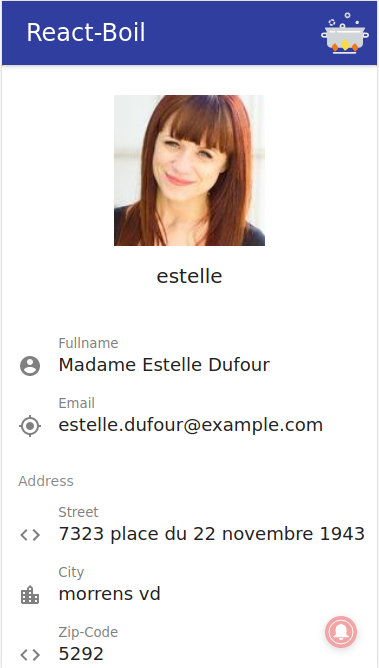 React-Boil
estelle
Fullname
Madame Estelle Dufour
Email
estelle.dufour@example.com
Address
Street
7323 place du 22 novembre 1943
City
morrens vd
Zip-Code
5292